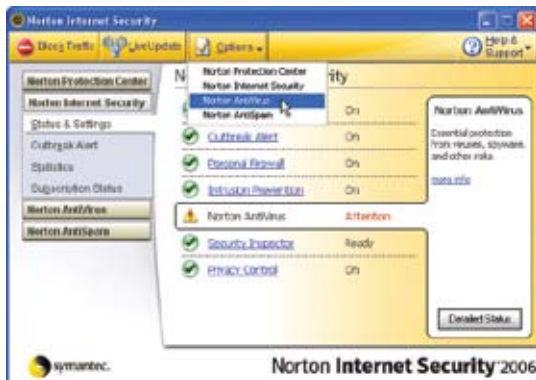 Norton Internet Security
Block Traffic LiveUpdate Options Help & Support
Norton Protection Center
Norton Internet Security
Norton AntiVirus
Norton AntiSpam
Norton Protection Center
Norton Internet Security
Status & Settings
Outbreak Alert
Statistics
Subscription Status
Norton AntiVirus
Norton AntiSpam
N
ity
On
Outbreak Alert On
Personal Firewall On
Intrusion Prevention On
Norton AntiVirus Attention
Security Inspector Ready
Privacy Control On
Norton AntiVirus
Essential protection
from viruses, spyware,
and other risks.
more info
Detailed Status
symantec.
Norton Internet Security 2006